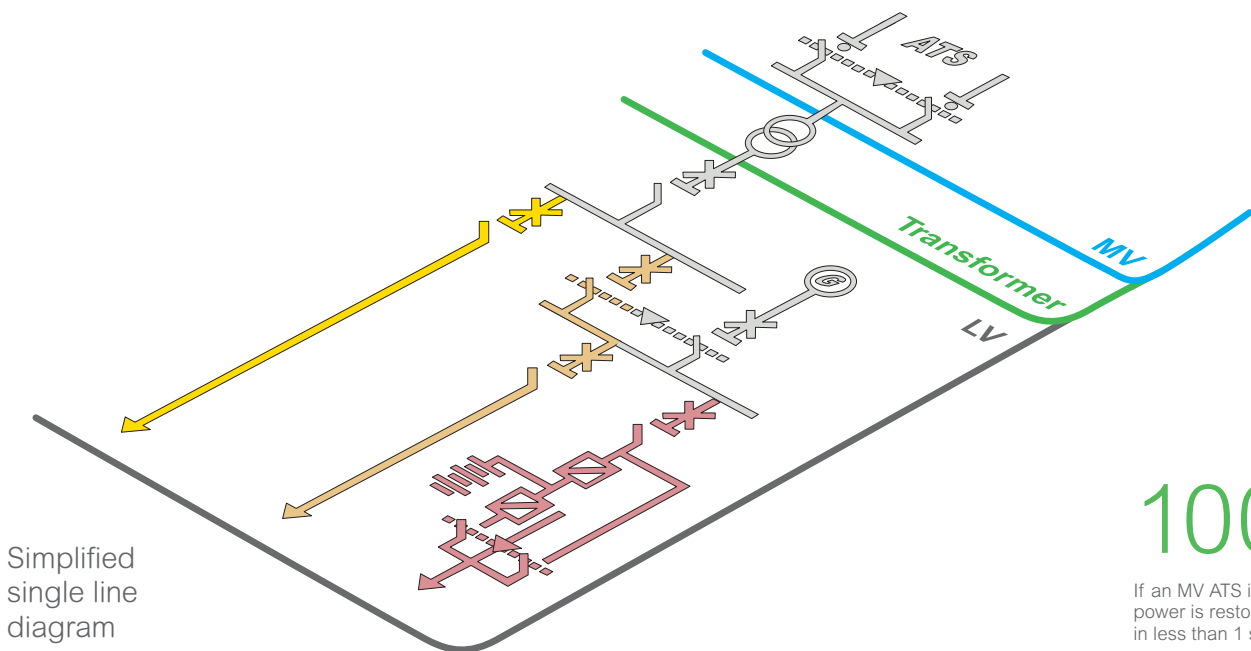 ATS
MV
Transformer
LV
G
Simplified
single line
diagram
100
If an MV ATS i
power is resto
in less than 1 s